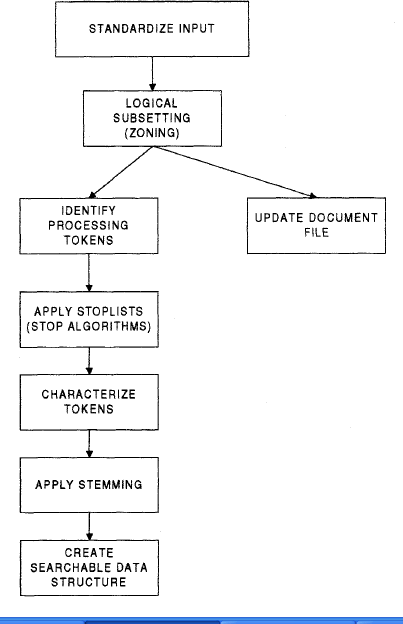 STANDARDIZE INPUT
LOGICAL
SUBSETTING
(ZONING)
IDENTIFY
PROCESSING
TOKENS
UPDATE DOCUMENT
FILE
APPLY STOPLISTS
(STOP ALGORITHMS)
CHARACTERIZE
TOKENS
APPLY STEMMING
CREATE
SEARCHABLE DATA
STRUCTURE